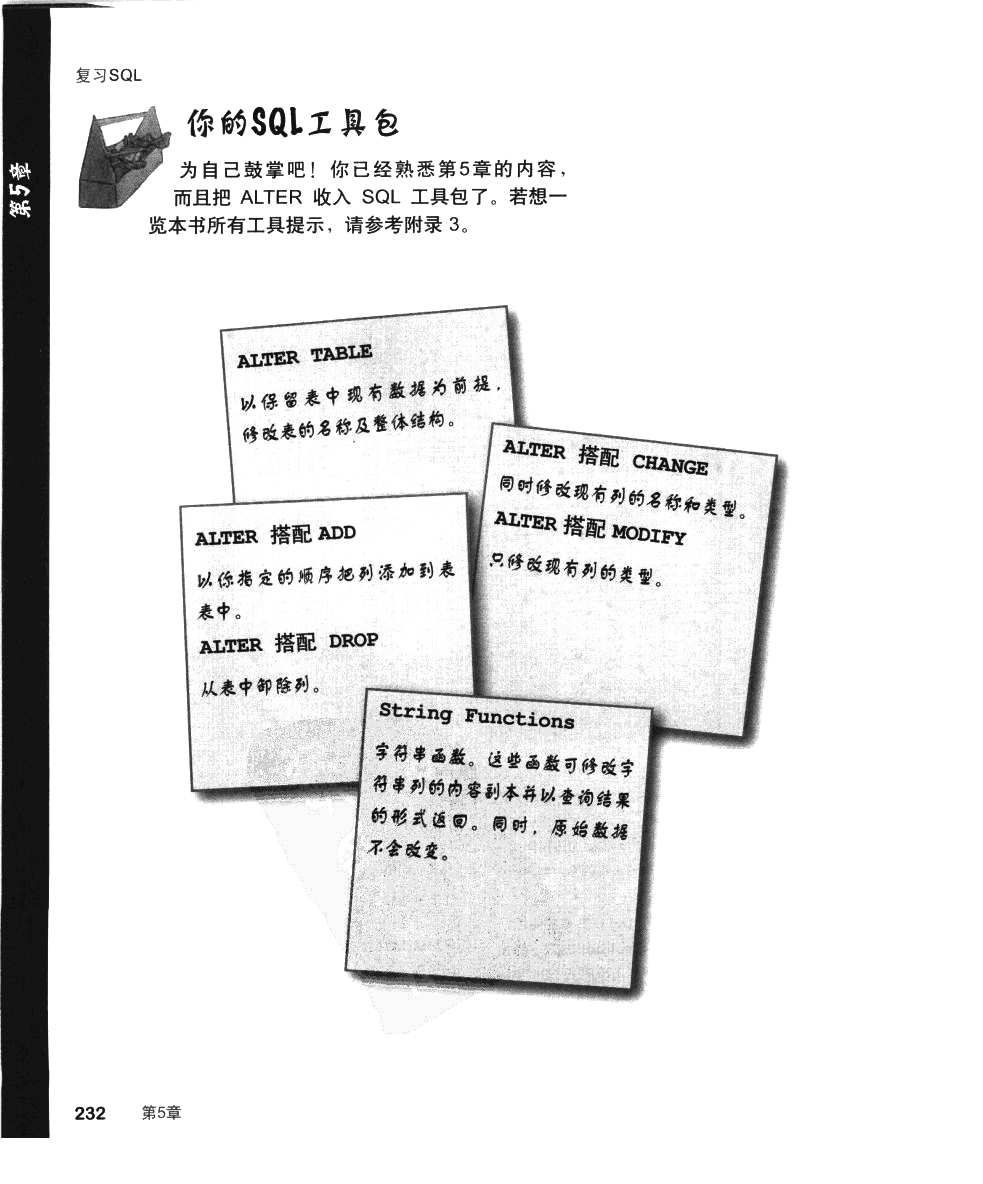 复习SQL
第5章
你的SQL工具包
为自己鼓掌吧！你已经熟悉第5章的内容，
而且把 ALTER 收入 SQL 工具包了。若想一
览本书所有工具提示，请参考附录 3。
ALTER TABLE
以保留表中现有数据为前提，
修改表的名称及整体结构。
ALTER 搭配 CHANGE
同时修改现有列的名称和类型。
ALTER 搭配 MODIFY
只修改现有列的类型。
ALTER 搭配 ADD
以你指定的顺序把列添加到表
表中。
ALTER 搭配 DROP
从表中卸除列。
String Functions
字符串函数。这些函数可修改字
符串列的内容副本并以查询结果
的形式返回。同时，原始数据
不会改变。
232 第5章